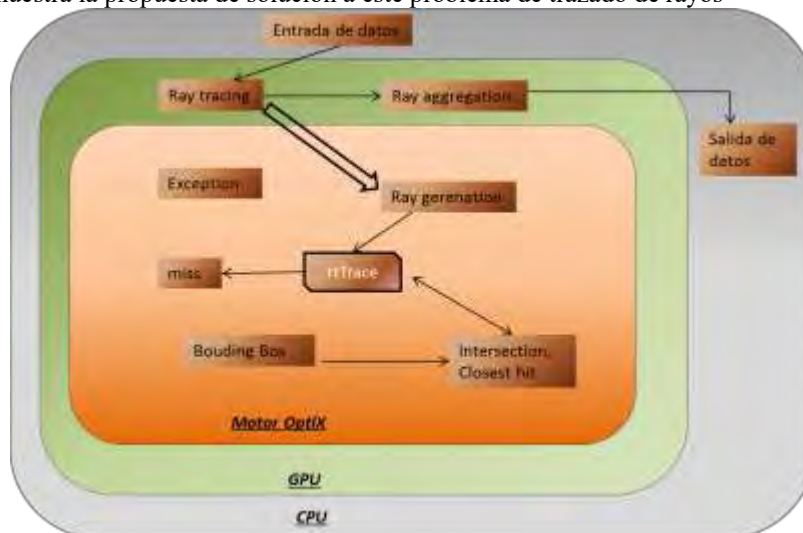 muestra la propuesta de solución a este problema de trazado de rayos
Entrada de datos
Ray tracing
Ray aggregation
Salida de
datos
Exception
Ray gerenation
rtTrace
miss
Bouding Box
Intersection,
Closest hit
Motor OptiX
GPU
CPU